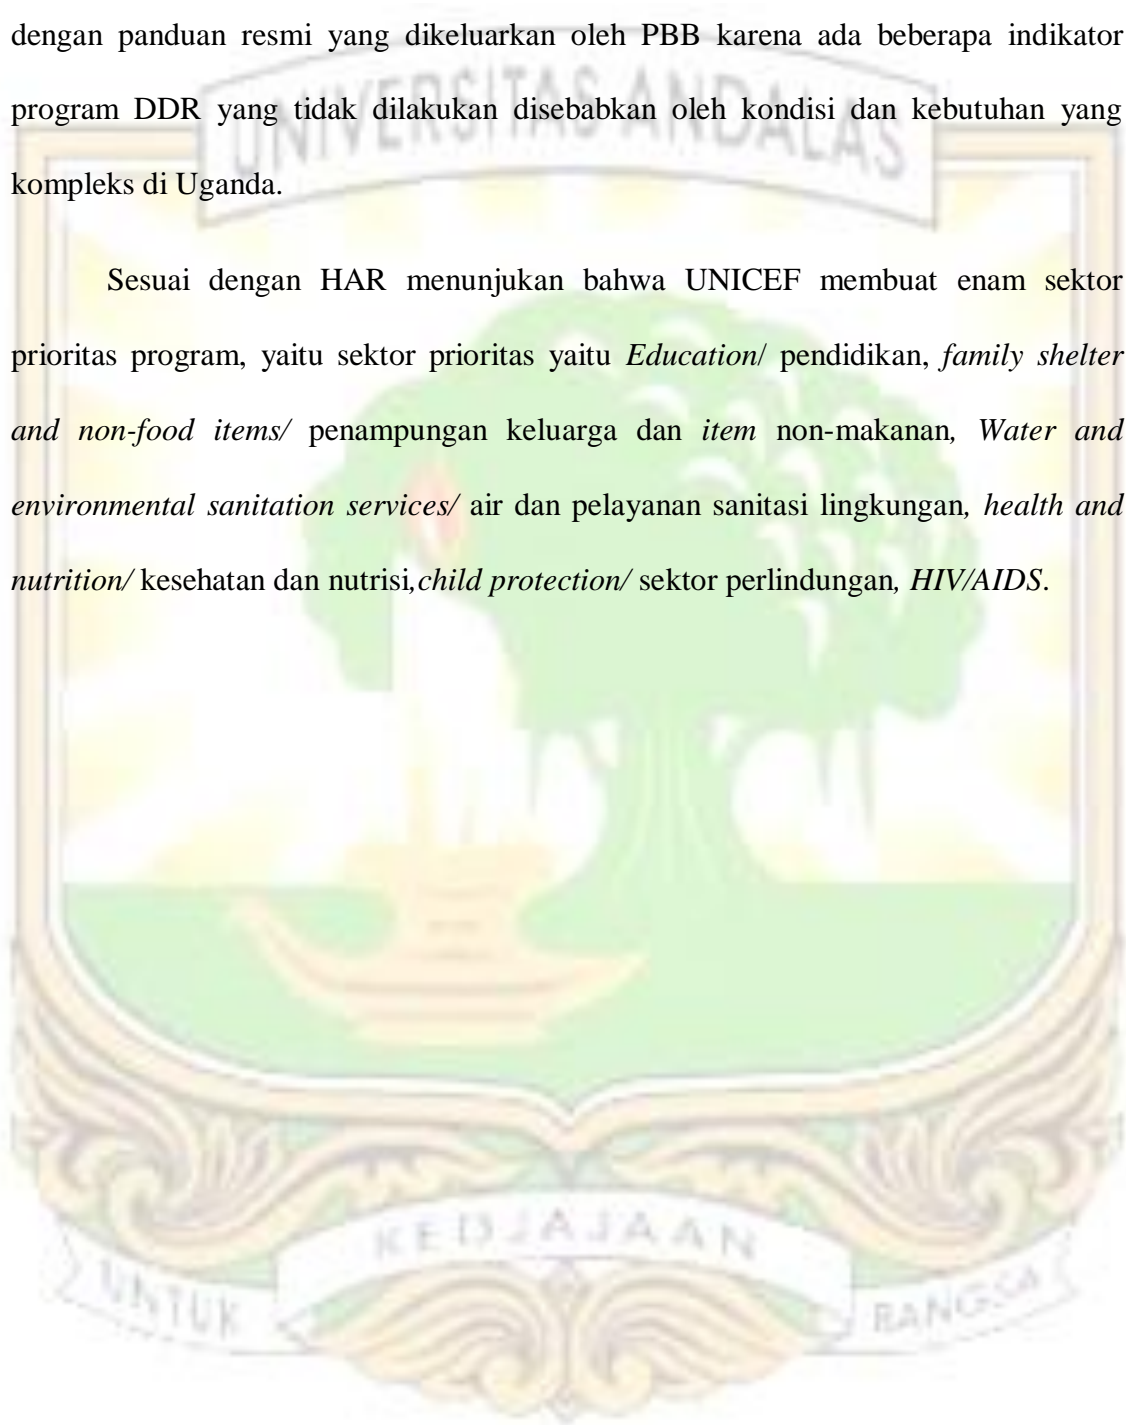 dengan panduan resmi yang dikeluarkan oleh PBB karena ada beberapa indikator
UNIVERSITAS ANDALAS
program DDR yang tidak dilakukan disebabkan oleh kondisi dan kebutuhan yang
kompleks di Uganda.
Sesuai dengan HAR menunjukan bahwa UNICEF membuat enam sektor
prioritas program, yaitu sektor prioritas yaitu Education/ pendidikan, family shelter
and non-food items/ penampungan keluarga dan item non-makanan, Water and
environmental sanitation services/ air dan pelayanan sanitasi lingkungan, health and
nutrition/ kesehatan dan nutrisi,child protection/ sektor perlindungan, HIV/AIDS.
KEDJAJAAN
UNTUK BANGSA